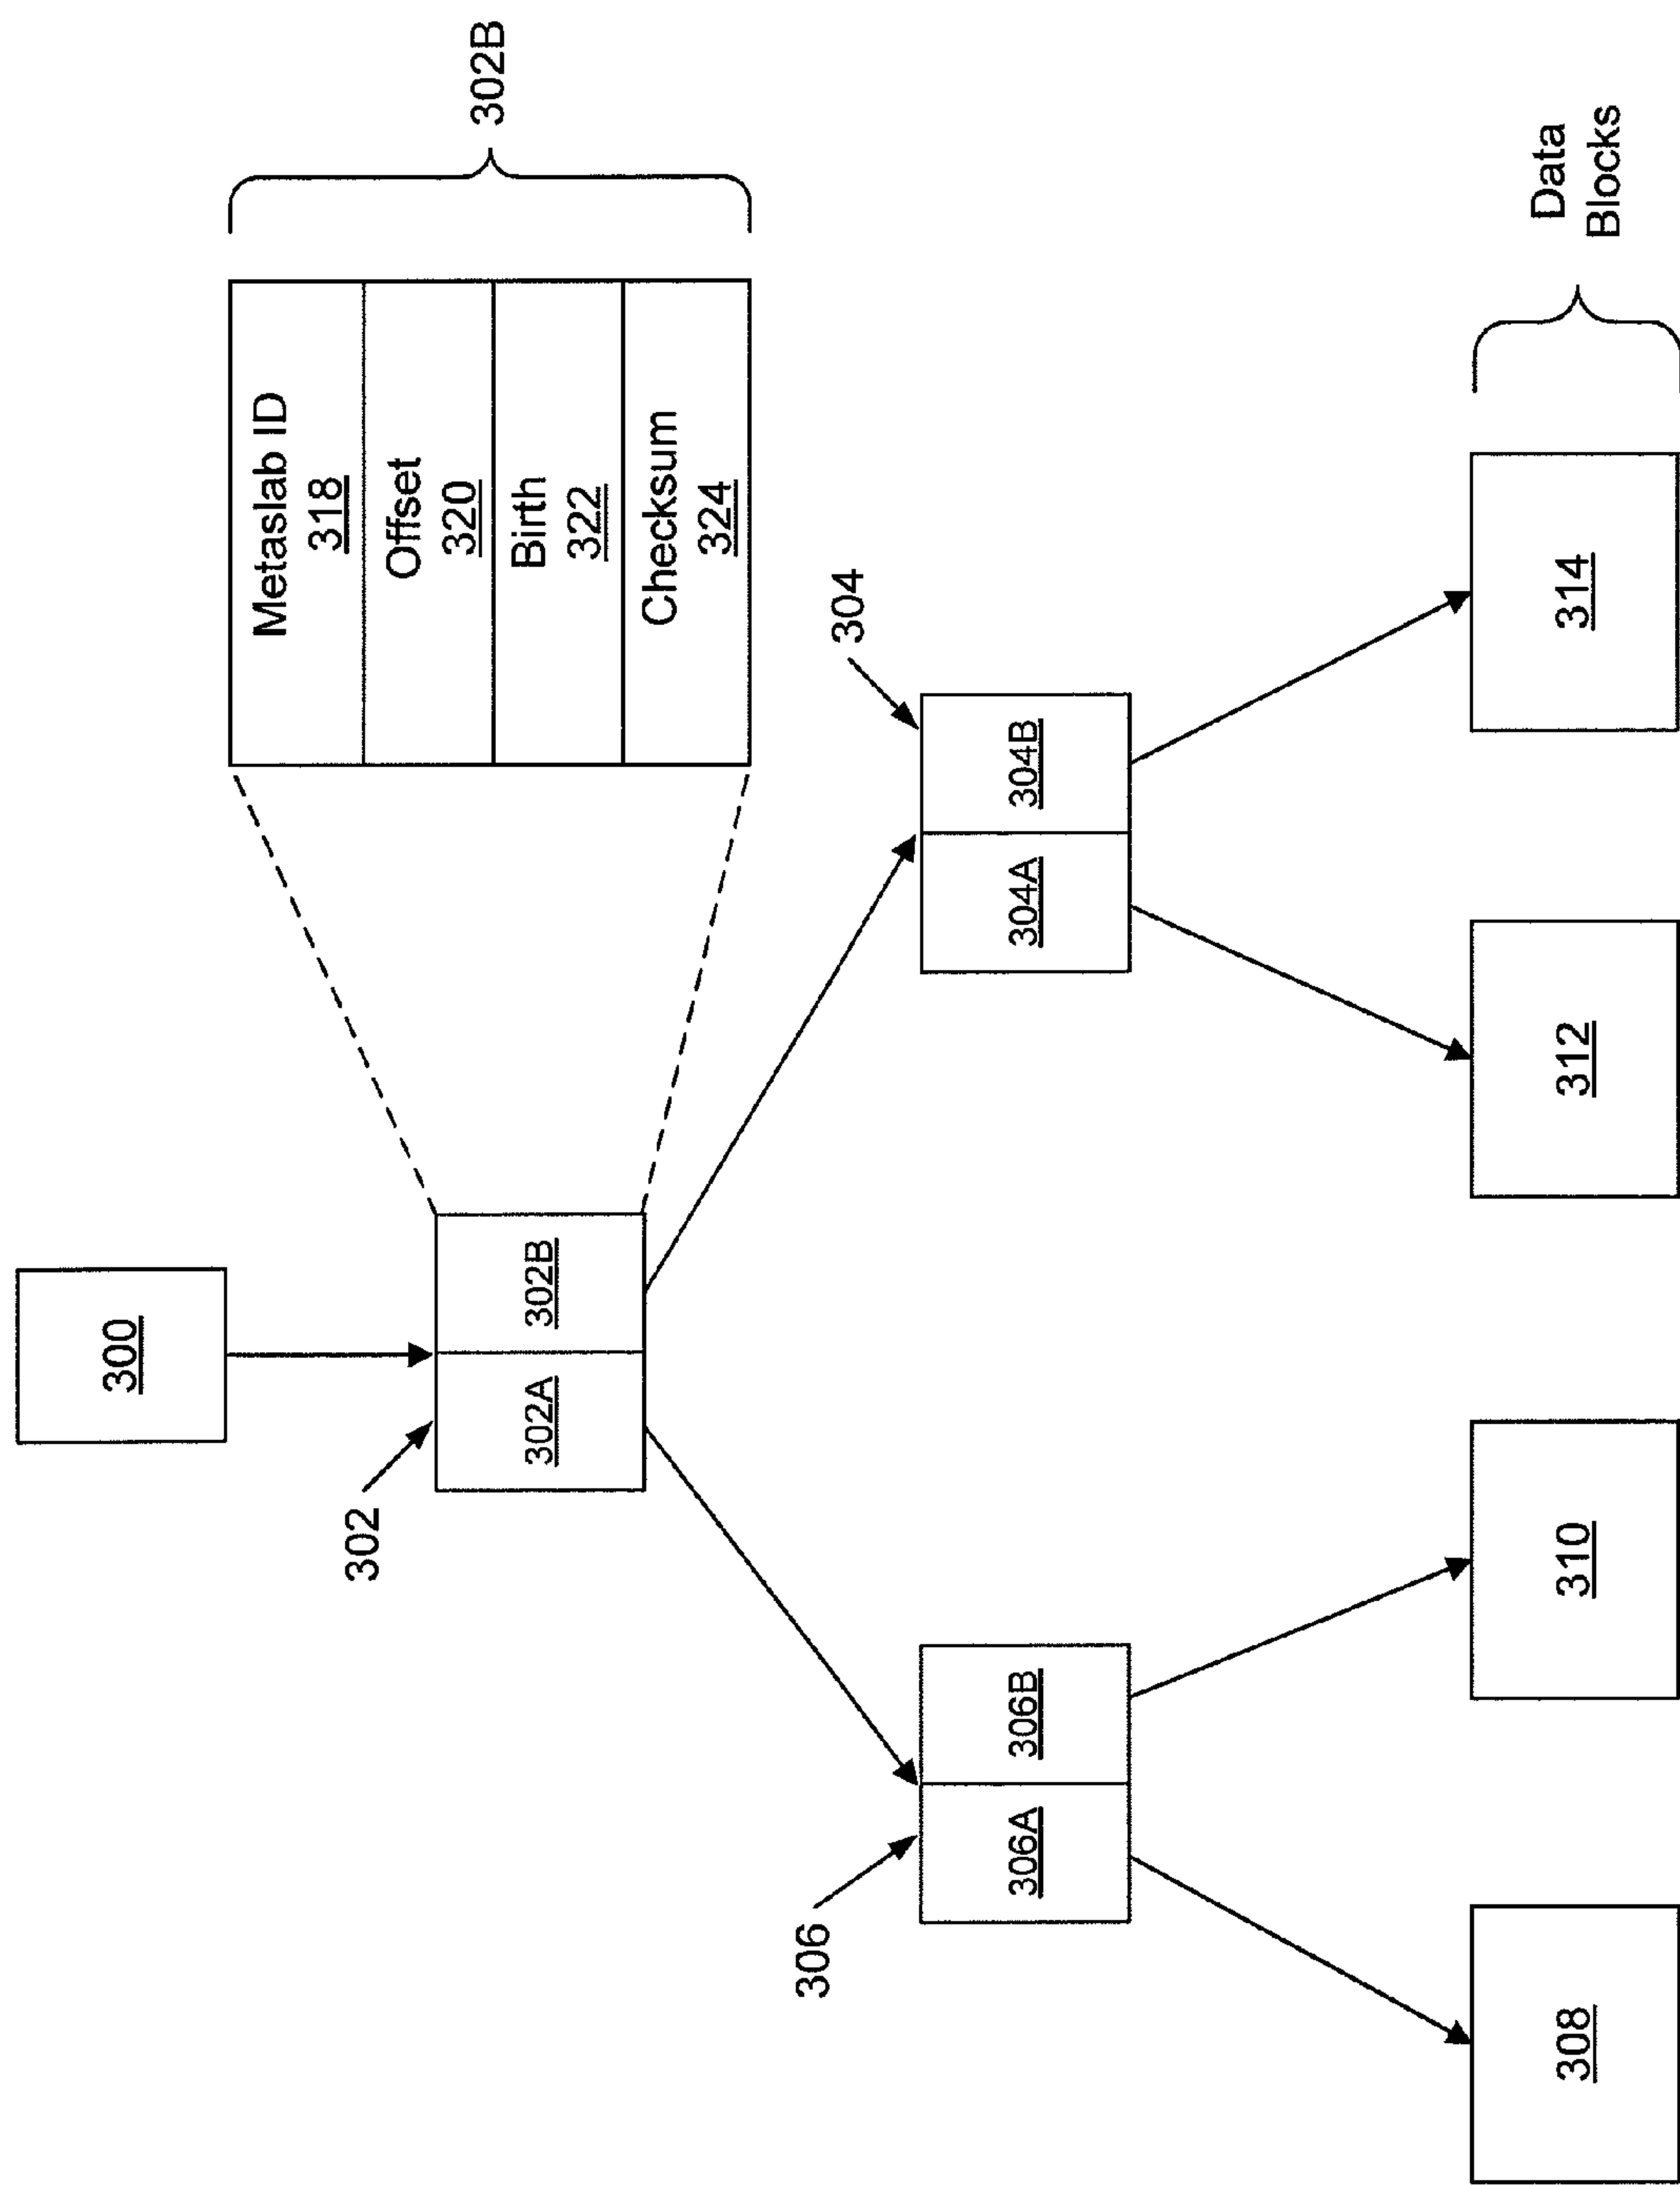 300
302
302A
302B
Metaslab ID
318
Offset
320
Birth
322
Checksum
324
302B
306
306A
306B
304
304A
304B
308
310
312
314
Data
Blocks